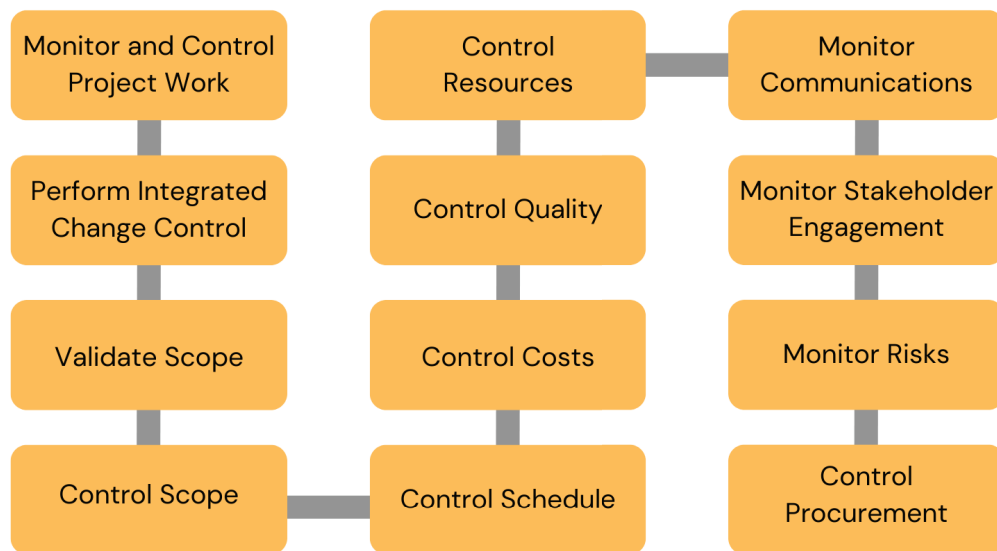 Monitor and Control
Project Work
Perform Integrated
Change Control
Validate Scope
Control Scope
Control Schedule
Control Costs
Control Quality
Control
Resources
Monitor
Communications
Monitor Stakeholder
Engagement
Monitor Risks
Control
Procurement